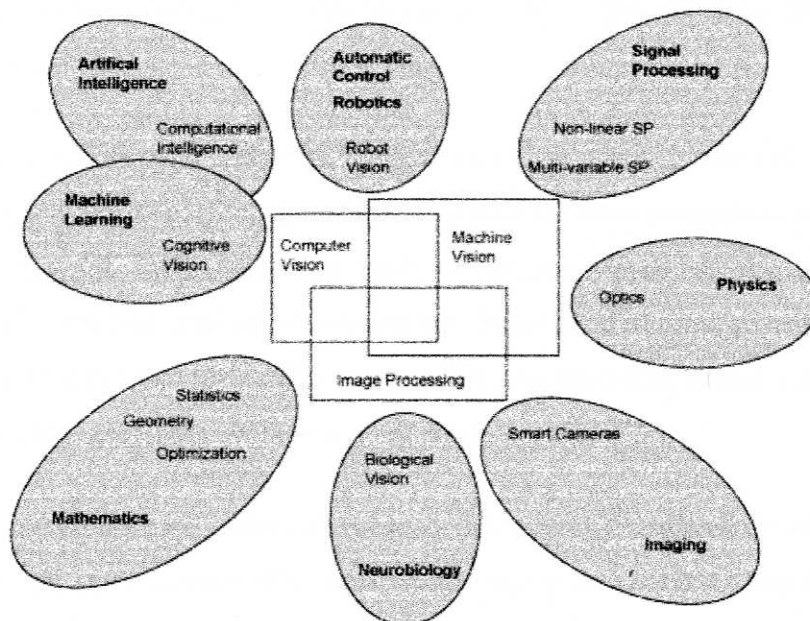 Artifical
Intelligence
Computational
Intelligence
Automatic
Control
Robotics
Robot
Vision
Signal
Processing
Non-linear SP
Multi-variable SP
Machine
Learning
Cognitive
Vision
Computer
Vision
Machine
Vision
Optics
Physics
Image Processing
Statistics
Geometry
Optimization
Mathematics
Biological
Vision
Neurobiology
Smart Cameras
Imaging